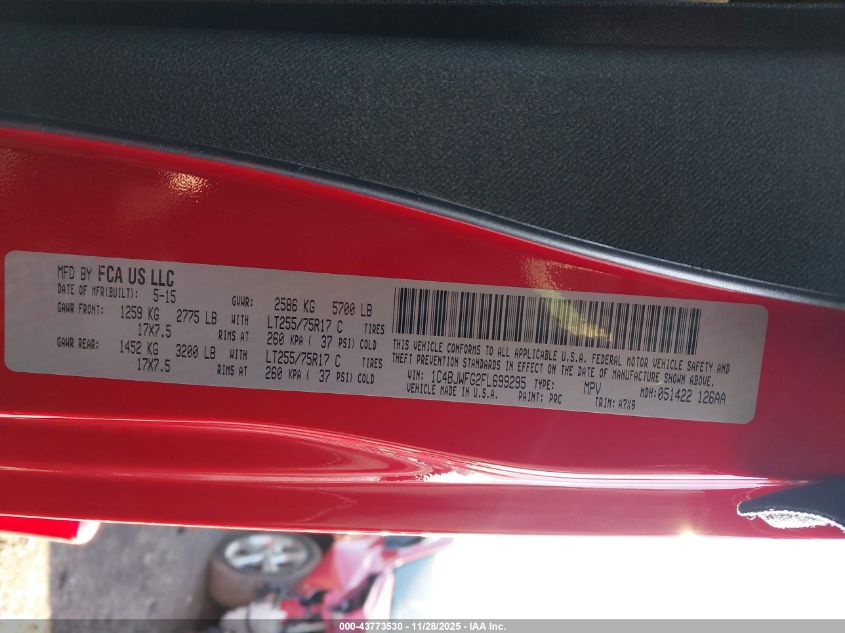 MFD BY FCA US LLC
DATE OF MFR(BUILT): 5-15 GVWR: 2586 KG 5700 LB
GAWR FRONT: 1259 KG 2775 LB WITH LT255/75R17 C TIRES
17X7.5 RIMS AT 260 KPA ( 37 PSI) COLD
GAWR REAR: 1452 KG 3200 LB WITH LT255/75R17 C TIRES
17X7.5 RIMS AT 260 KPA ( 37 PSI) COLD
THIS VEHICLE CONFORMS TO ALL APPLICABLE U.S.A. FEDERAL MOTOR VEHICLE SAFETY AND
THEFT PREVENTION STANDARDS IN EFFECT ON THE DATE OF MANUFACTURE SHOWN ABOVE.
VIN: 1C4BJWFG2FL699295 TYPE: MPV MDH: 051422 126AA
VEHICLE MADE IN U.S.A. PAINT: PRC TRIM: A7X9
000-43773530 - 11/28/2025 - IAA Inc.